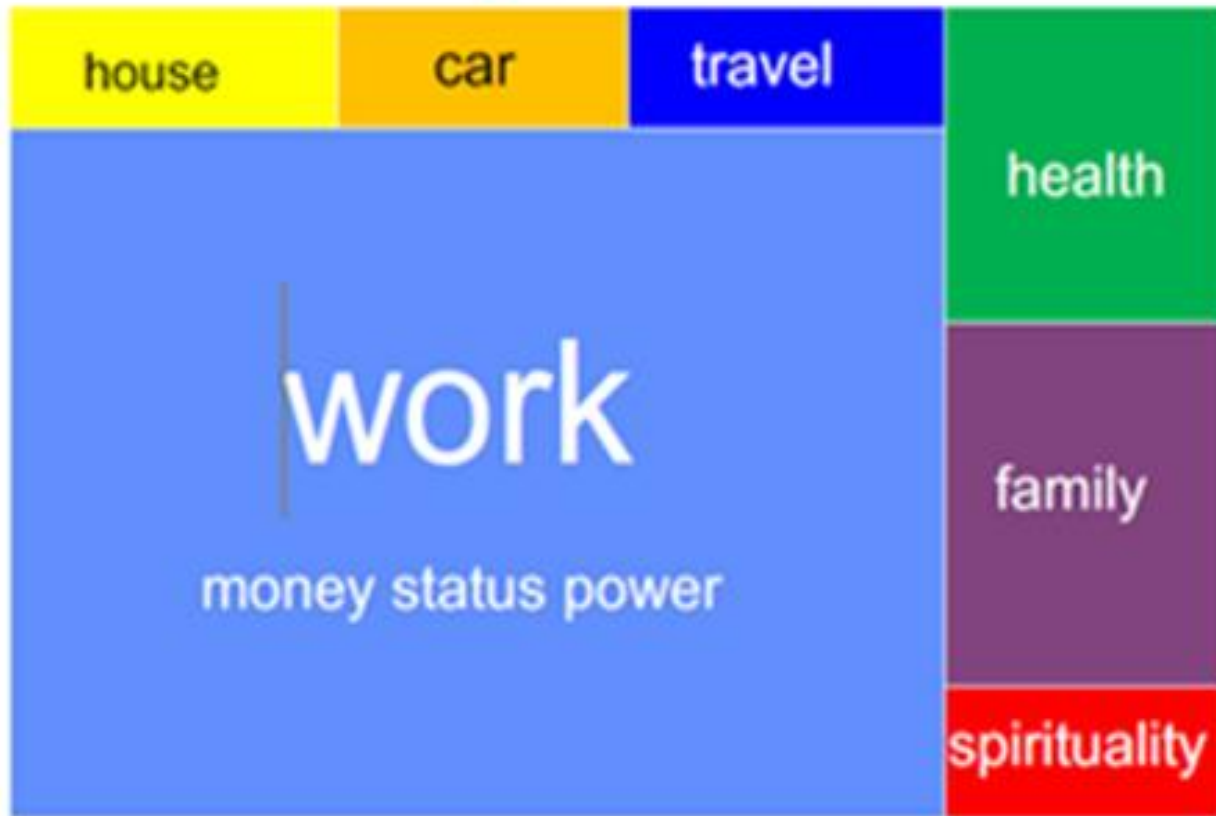 house
car
travel
health
work
family
money status power
spirituality